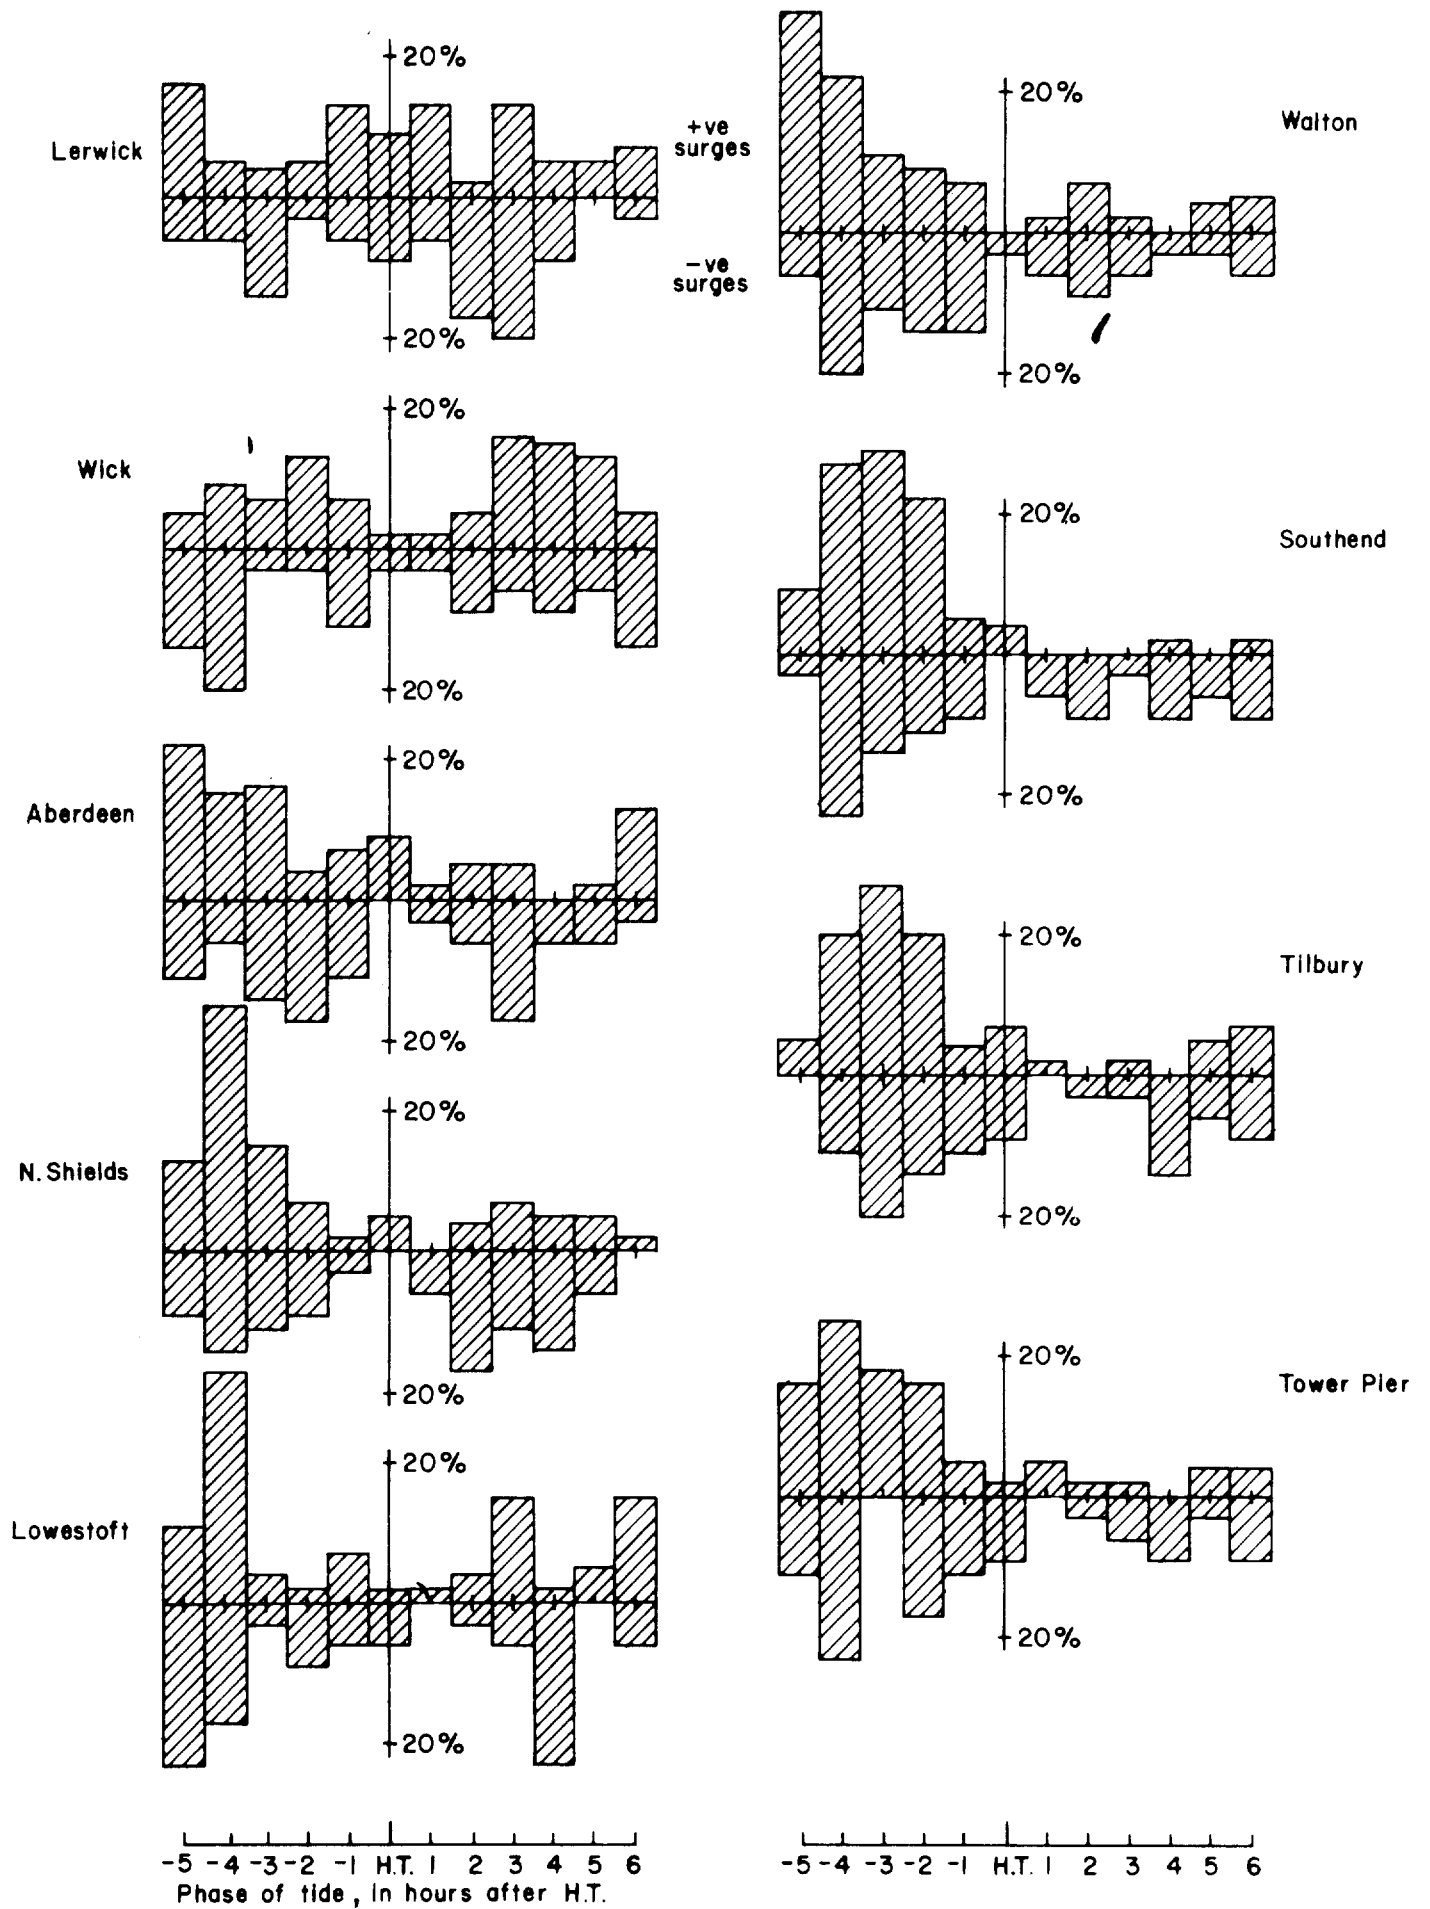 20%
Lerwick
+ve
surges
-ve
surges
20%
20%
Wick
20%
20%
Aberdeen
20%
20%
N. Shields
20%
20%
Lowestoft
20%
-5 -4 -3 -2 -1 H.T. 1 2 3 4 5 6
Phase of tide, in hours after H.T.
20%
Walton
20%
20%
Southend
20%
20%
Tilbury
20%
20%
Tower Pier
20%
-5 -4 -3 -2 -1 H.T. 1 2 3 4 5 6